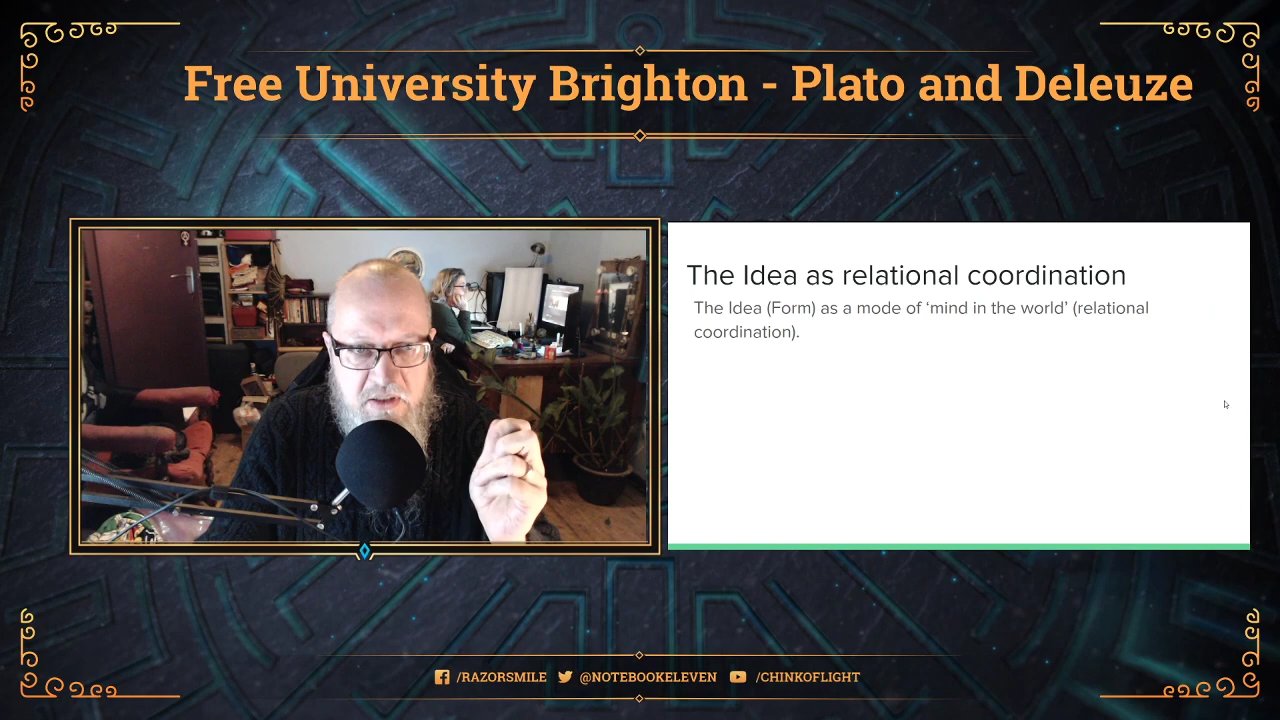 Free University Brighton - Plato and Deleuze
The Idea as relational coordination
The Idea (Form) as a mode of ‘mind in the world’ (relational
coordination).
/RAZORSMILE @NOTEBOOKELEVEN /CHINKOFLIGHT